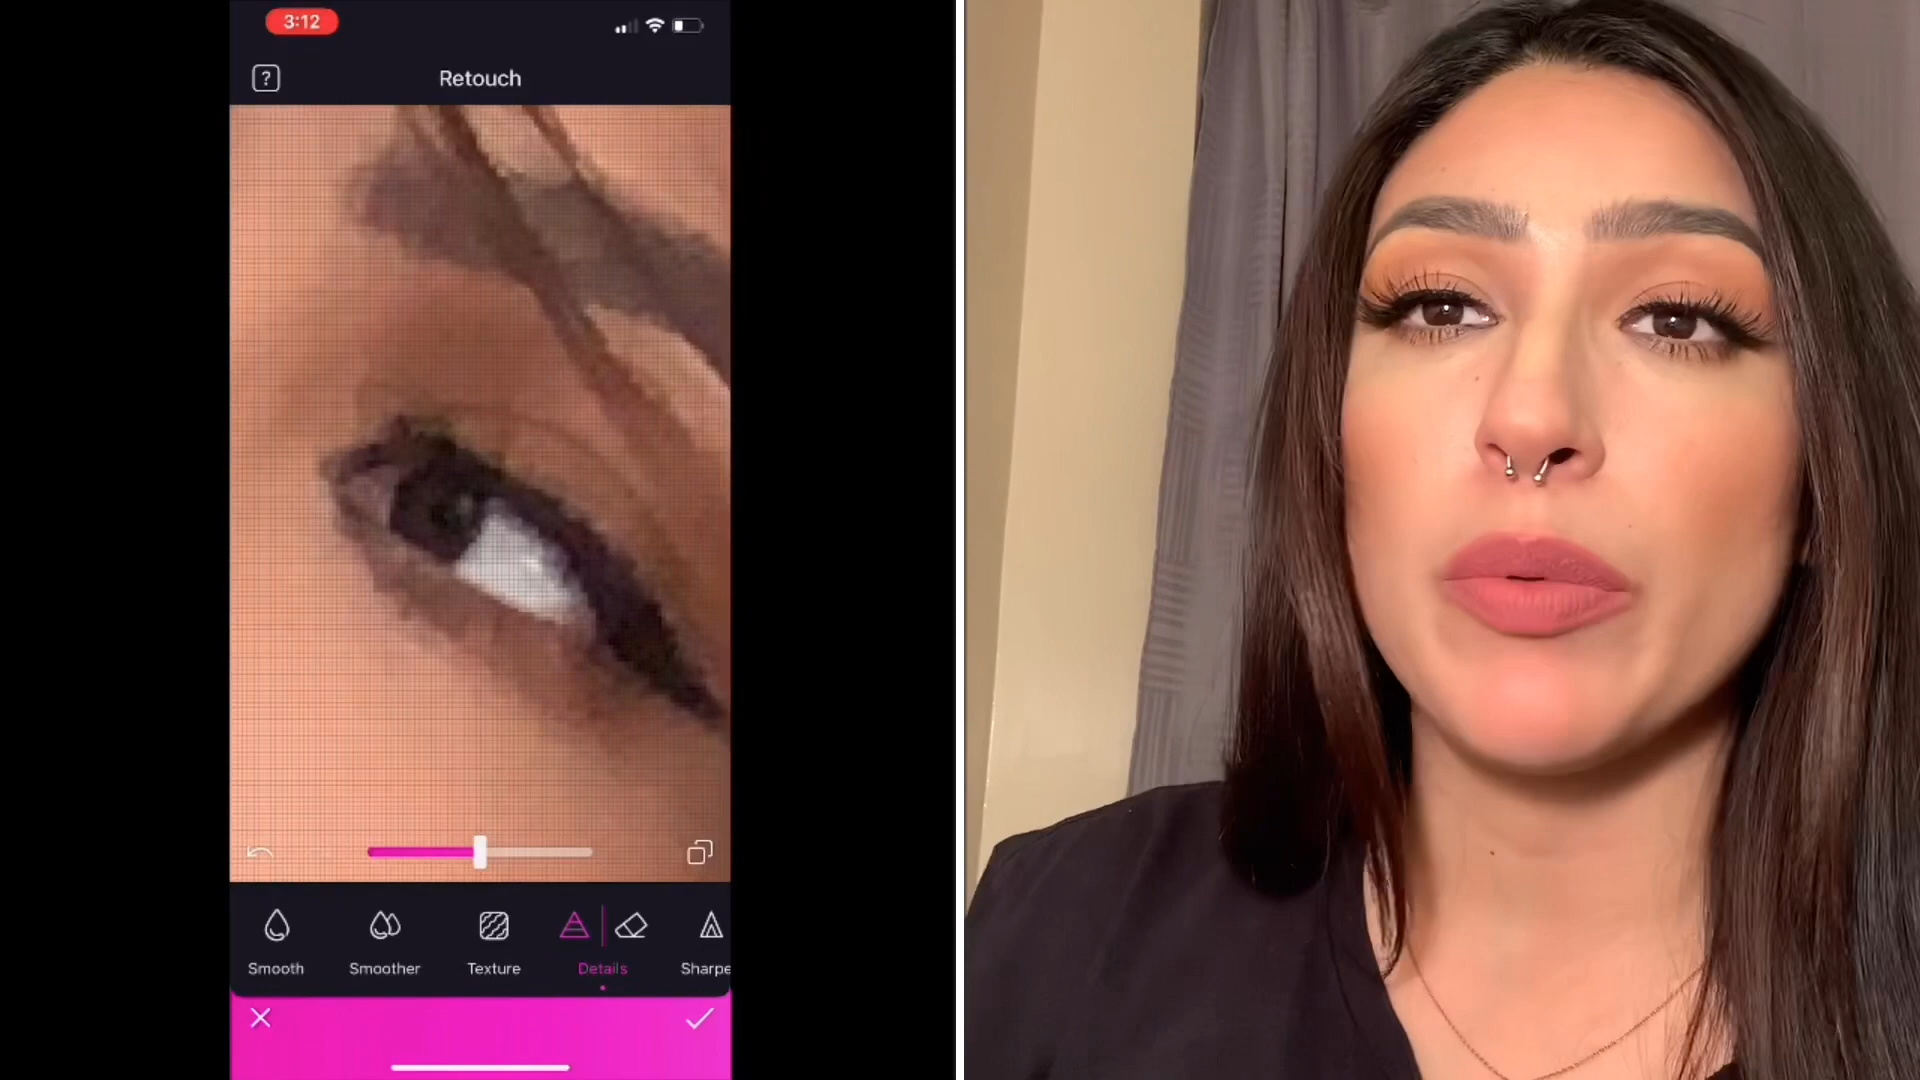 3:12
?
Retouch
Smooth
Smoother
Texture
Details
Sharpe